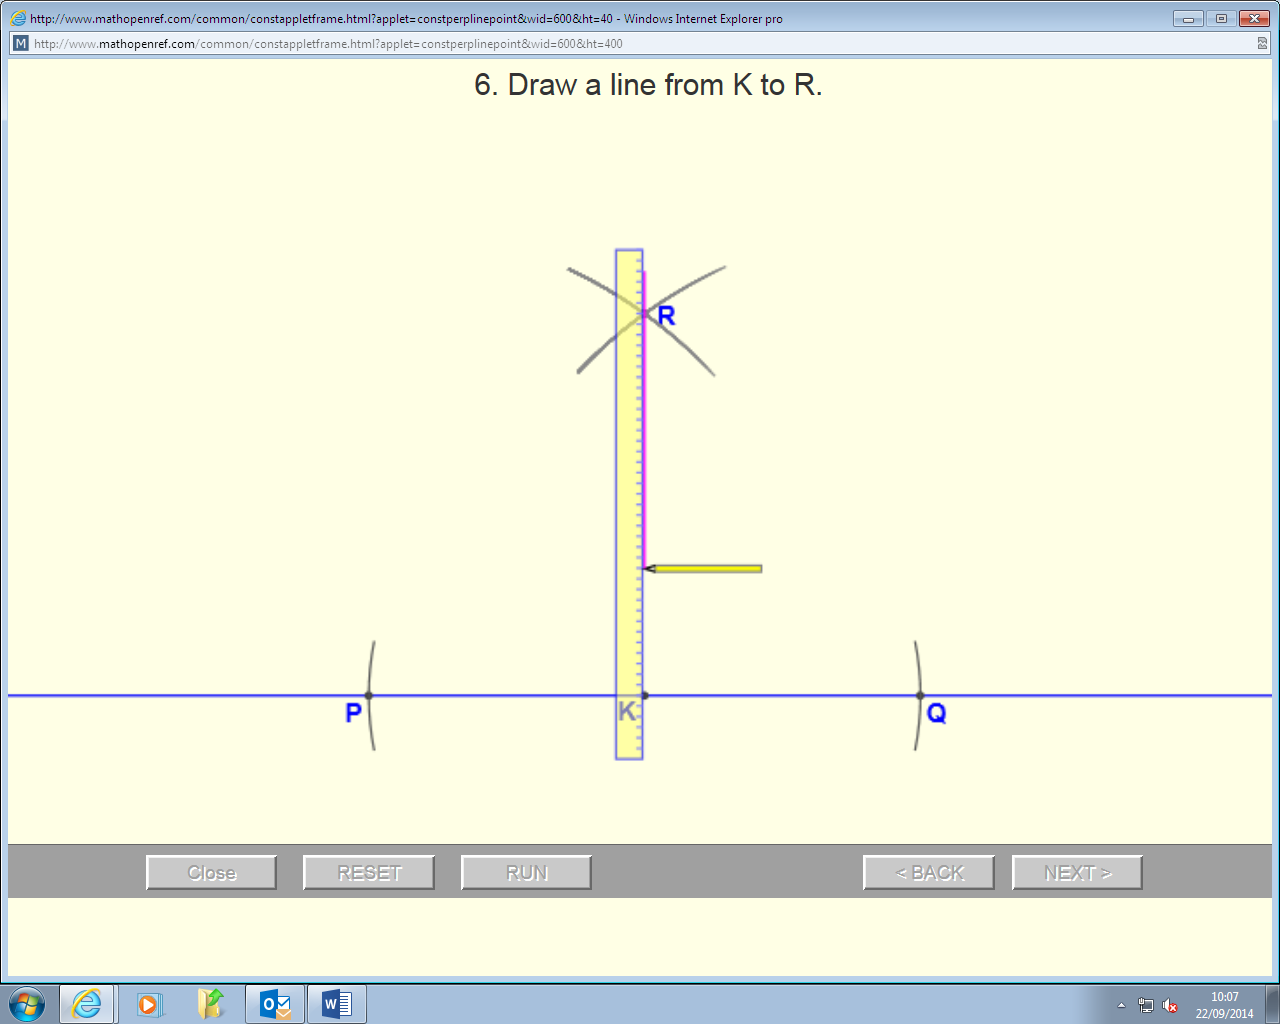 http://www.mathopenref.com/common/constappletframe.html?applet=constperplinepoint&wid=600&ht=40 - Windows Internet Explorer pro
M http://www.mathopenref.com/common/constappletframe.html?applet=constperplinepoint&wid=600&ht=400
6. Draw a line from K to R.
R
P K Q
Close RESET RUN < BACK NEXT >
O W 10:07
22/09/2014